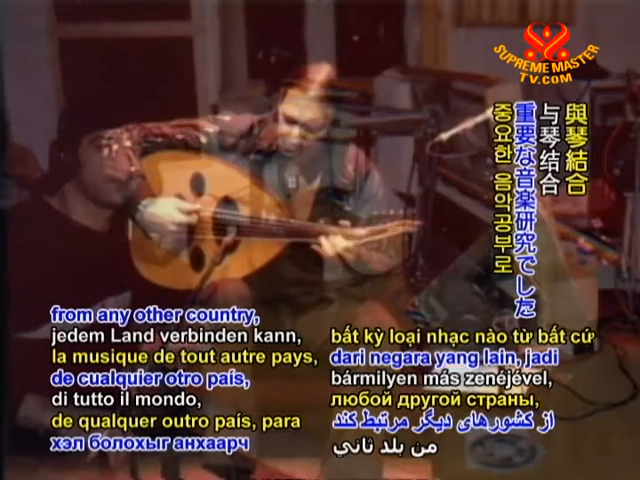 SUPREME MASTER
TV.COM
與琴結合
与琴结合
重要な音楽研究でした
중요한 음악공부로
from any other country,
jedem Land verbinden kann,
la musique de tout autre pays,
de cualquier otro país,
di tutto il mondo,
de qualquer outro país, para
хэл болохыг анхаарч
bất kỳ loại nhạc nào từ bất cứ
dari negara yang lain, jadi
bármilyen más zenéjével,
любой другой страны,
از کشورهای دیگر مرتبط کند
من بلد ثاني